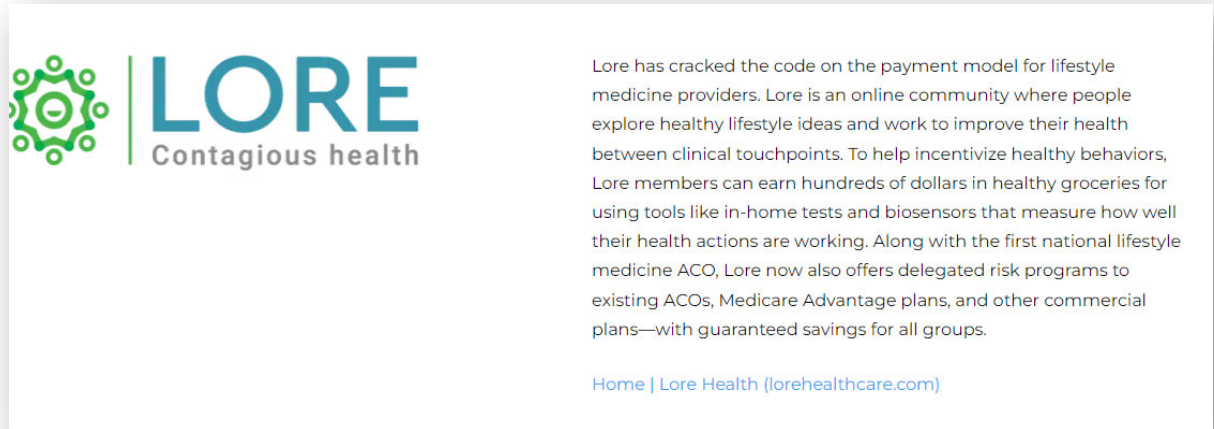 LORE
Contagious health
Lore has cracked the code on the payment model for lifestyle
medicine providers. Lore is an online community where people
explore healthy lifestyle ideas and work to improve their health
between clinical touchpoints. To help incentivize healthy behaviors,
Lore members can earn hundreds of dollars in healthy groceries for
using tools like in-home tests and biosensors that measure how well
their health actions are working. Along with the first national lifestyle
medicine ACO, Lore now also offers delegated risk programs to
existing ACOs, Medicare Advantage plans, and other commercial
plans—with guaranteed savings for all groups.
Home | Lore Health (lorehealthcare.com)